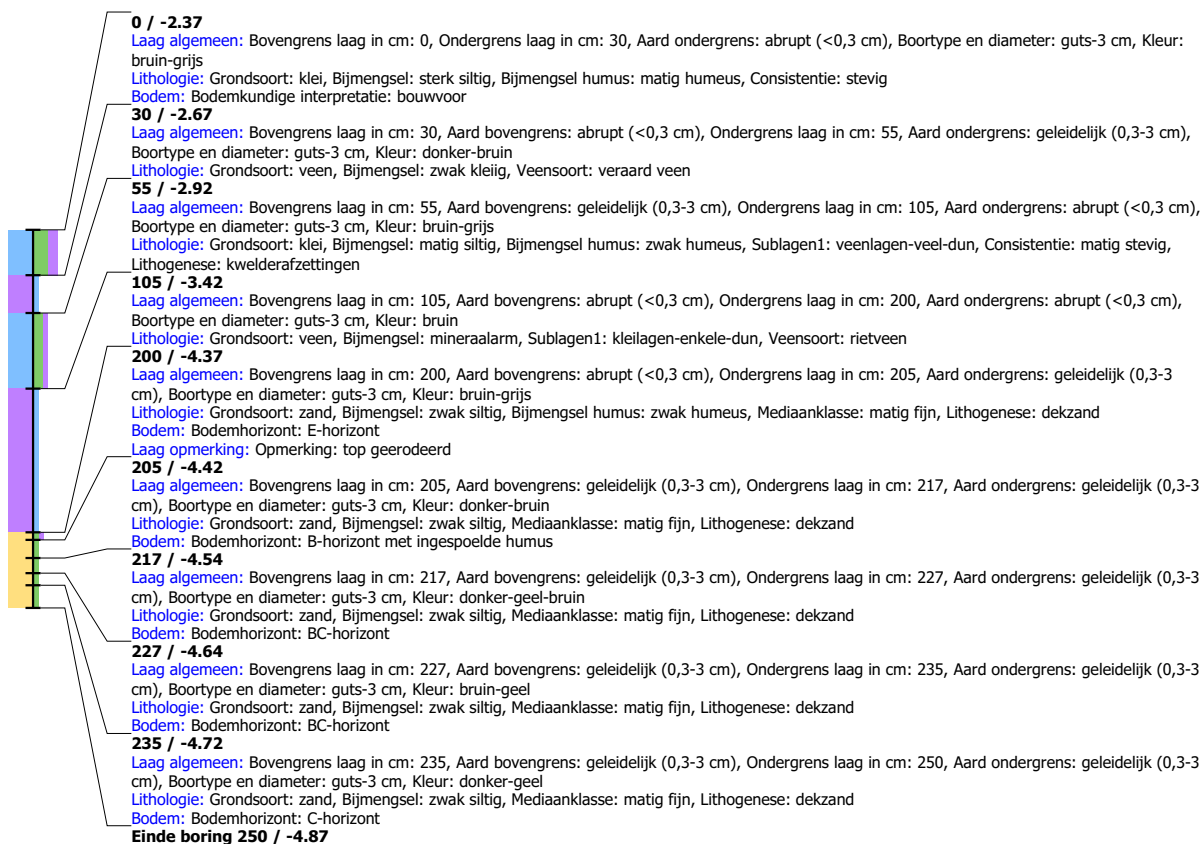 0 / -2.37
Laag algemeen: Bovengrens laag in cm: 0, Ondergrens laag in cm: 30, Aard ondergrens: abrupt (<0,3 cm), Boortype en diameter: guts-3 cm, Kleur:
bruin-grijs
Lithologie: Grondsoort: klei, Bijmengsel: sterk siltig, Bijmengsel humus: matig humeus, Consistentie: stevig
Bodem: Bodemkundige interpretatie: bouwvoor
30 / -2.67
Laag algemeen: Bovengrens laag in cm: 30, Aard bovengrens: abrupt (<0,3 cm), Ondergrens laag in cm: 55, Aard ondergrens: geleidelijk (0,3-3 cm),
Boortype en diameter: guts-3 cm, Kleur: donker-bruin
Lithologie: Grondsoort: veen, Bijmengsel: zwak kleiig, Veensoort: veraard veen
55 / -2.92
Laag algemeen: Bovengrens laag in cm: 55, Aard bovengrens: geleidelijk (0,3-3 cm), Ondergrens laag in cm: 105, Aard ondergrens: abrupt (<0,3 cm),
Boortype en diameter: guts-3 cm, Kleur: bruin-grijs
Lithologie: Grondsoort: klei, Bijmengsel: matig siltig, Bijmengsel humus: zwak humeus, Sublagen1: veenlagen-veel-dun, Consistentie: matig stevig,
Lithogenese: kwelderafzettingen
105 / -3.42
Laag algemeen: Bovengrens laag in cm: 105, Aard bovengrens: abrupt (<0,3 cm), Ondergrens laag in cm: 200, Aard ondergrens: abrupt (<0,3 cm),
Boortype en diameter: guts-3 cm, Kleur: bruin
Lithologie: Grondsoort: veen, Bijmengsel: mineraalarm, Sublagen1: kleilagen-enkele-dun, Veensoort: rietveen
200 / -4.37
Laag algemeen: Bovengrens laag in cm: 200, Aard bovengrens: abrupt (<0,3 cm), Ondergrens laag in cm: 205, Aard ondergrens: geleidelijk (0,3-3
cm), Boortype en diameter: guts-3 cm, Kleur: bruin-grijs
Lithologie: Grondsoort: zand, Bijmengsel: zwak siltig, Bijmengsel humus: zwak humeus, Mediaanklasse: matig fijn, Lithogenese: dekzand
Bodem: Bodemhorizont: E-horizont
Laag opmerking: Opmerking: top geerodeerd
205 / -4.42
Laag algemeen: Bovengrens laag in cm: 205, Aard bovengrens: geleidelijk (0,3-3 cm), Ondergrens laag in cm: 217, Aard ondergrens: geleidelijk (0,3-3
cm), Boortype en diameter: guts-3 cm, Kleur: donker-bruin
Lithologie: Grondsoort: zand, Bijmengsel: zwak siltig, Mediaanklasse: matig fijn, Lithogenese: dekzand
Bodem: Bodemhorizont: B-horizont met ingespoelde humus
217 / -4.54
Laag algemeen: Bovengrens laag in cm: 217, Aard bovengrens: geleidelijk (0,3-3 cm), Ondergrens laag in cm: 227, Aard ondergrens: geleidelijk (0,3-3
cm), Boortype en diameter: guts-3 cm, Kleur: donker-geel-bruin
Lithologie: Grondsoort: zand, Bijmengsel: zwak siltig, Mediaanklasse: matig fijn, Lithogenese: dekzand
Bodem: Bodemhorizont: BC-horizont
227 / -4.64
Laag algemeen: Bovengrens laag in cm: 227, Aard bovengrens: geleidelijk (0,3-3 cm), Ondergrens laag in cm: 235, Aard ondergrens: geleidelijk (0,3-3
cm), Boortype en diameter: guts-3 cm, Kleur: bruin-geel
Lithologie: Grondsoort: zand, Bijmengsel: zwak siltig, Mediaanklasse: matig fijn, Lithogenese: dekzand
Bodem: Bodemhorizont: BC-horizont
235 / -4.72
Laag algemeen: Bovengrens laag in cm: 235, Aard bovengrens: geleidelijk (0,3-3 cm), Ondergrens laag in cm: 250, Aard ondergrens: geleidelijk (0,3-3
cm), Boortype en diameter: guts-3 cm, Kleur: donker-geel
Lithologie: Grondsoort: zand, Bijmengsel: zwak siltig, Mediaanklasse: matig fijn, Lithogenese: dekzand
Bodem: Bodemhorizont: C-horizont
Einde boring 250 / -4.87